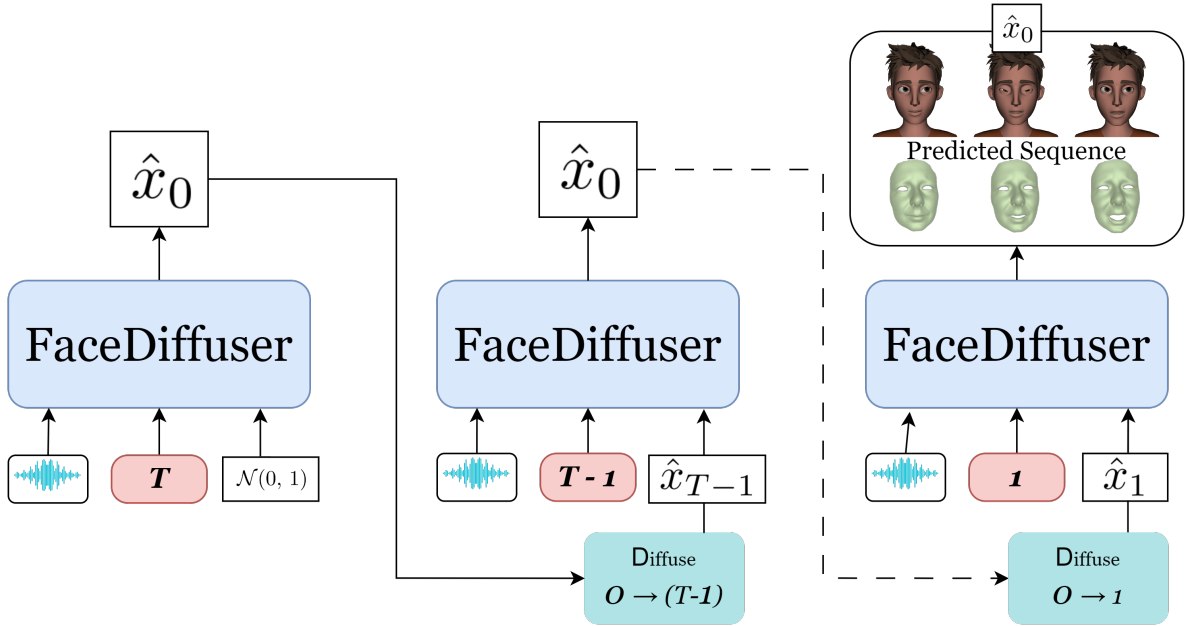 x̂₀
FaceDiffuser
T
𝒩(0, 1)
x̂₀
FaceDiffuser
T - 1
x̂_{T−1}
Diffuse
0 → (T-1)
x̂₀
Predicted Sequence
FaceDiffuser
1
x̂₁
Diffuse
0 → 1